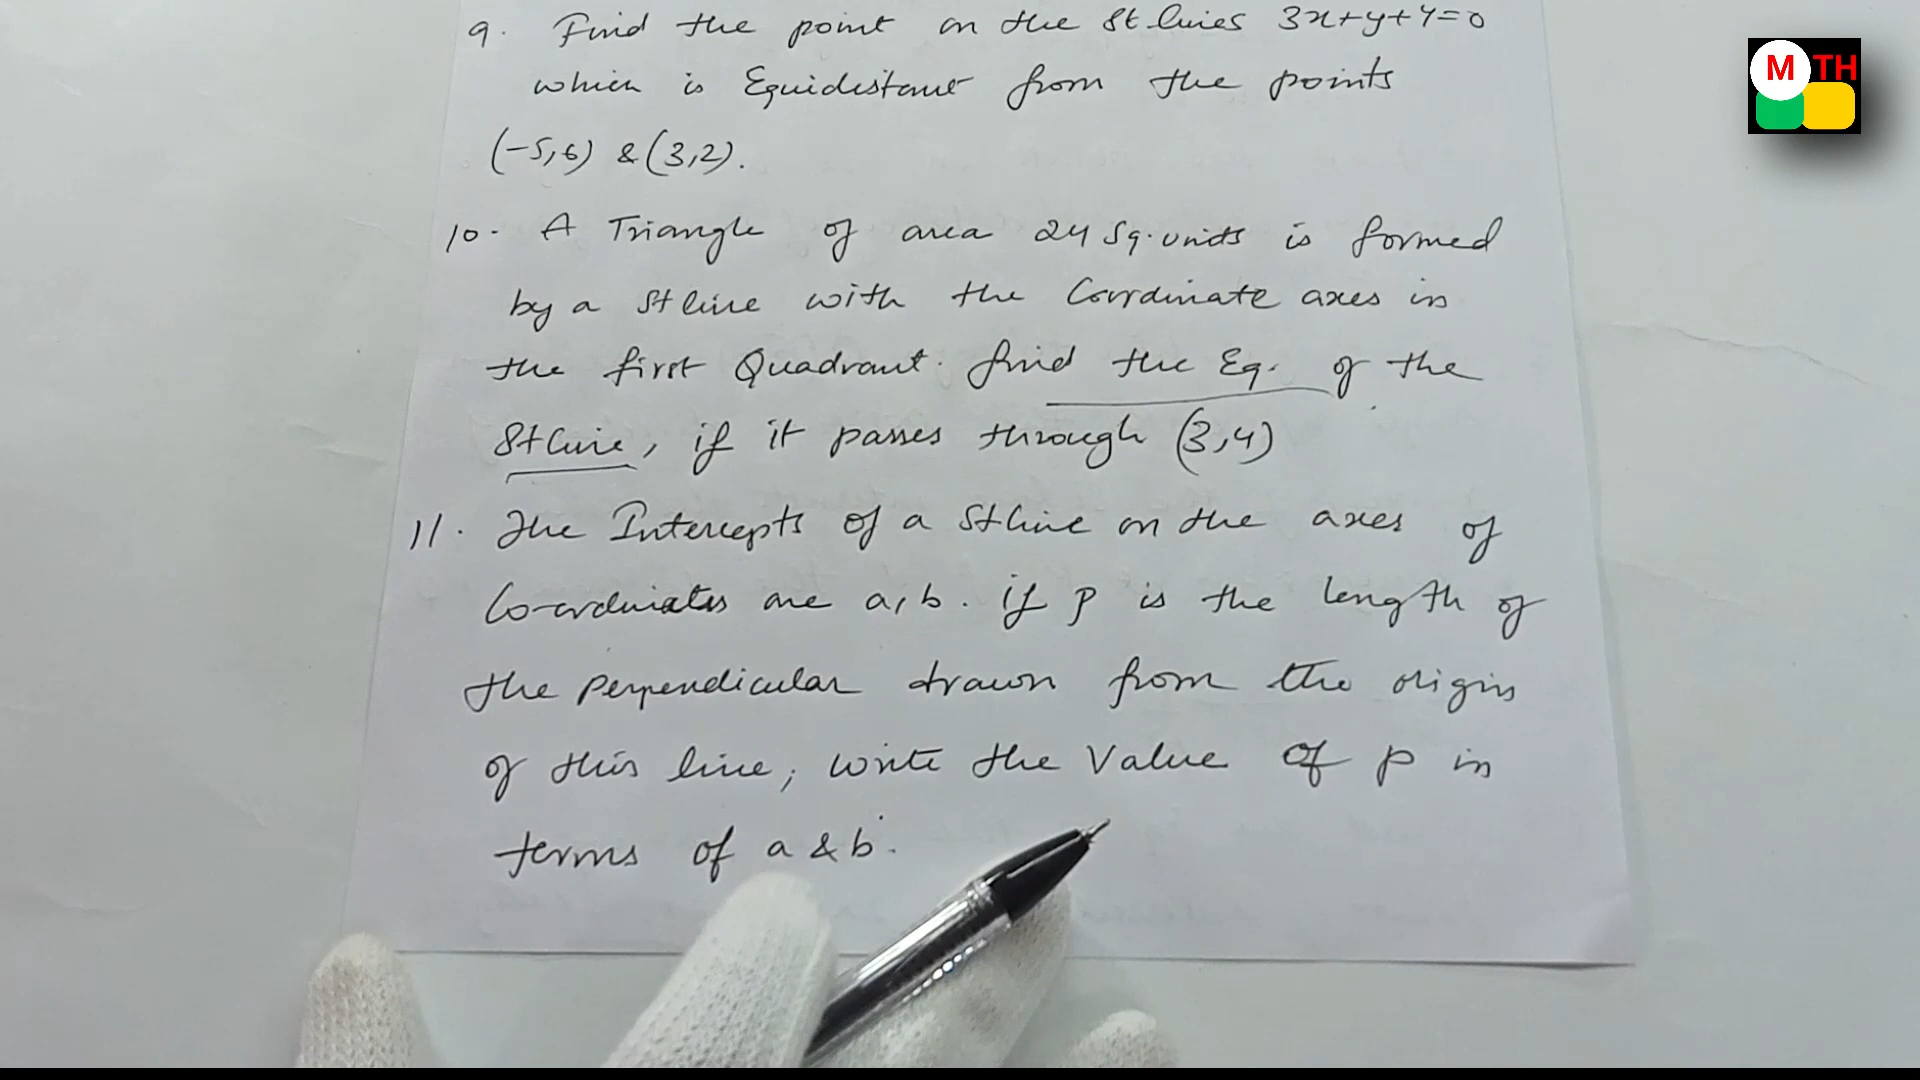 9. Find the point on the St.lines 3x+y+4=0
which is Equidistant from the points
(-5,6) & (3,2).
10. A Triangle of area 24 Sq.units is formed
by a St line with the Coordinate axes in
the first Quadrant. find the Eq. of the
St line, if it passes through (3,4)
11. The Intercepts of a St line on the axes of
Co-ordinates are a,b. if p is the length of
the perpendicular drawn from the origin
of this line, write the Value of p in
terms of a & b.
M TH